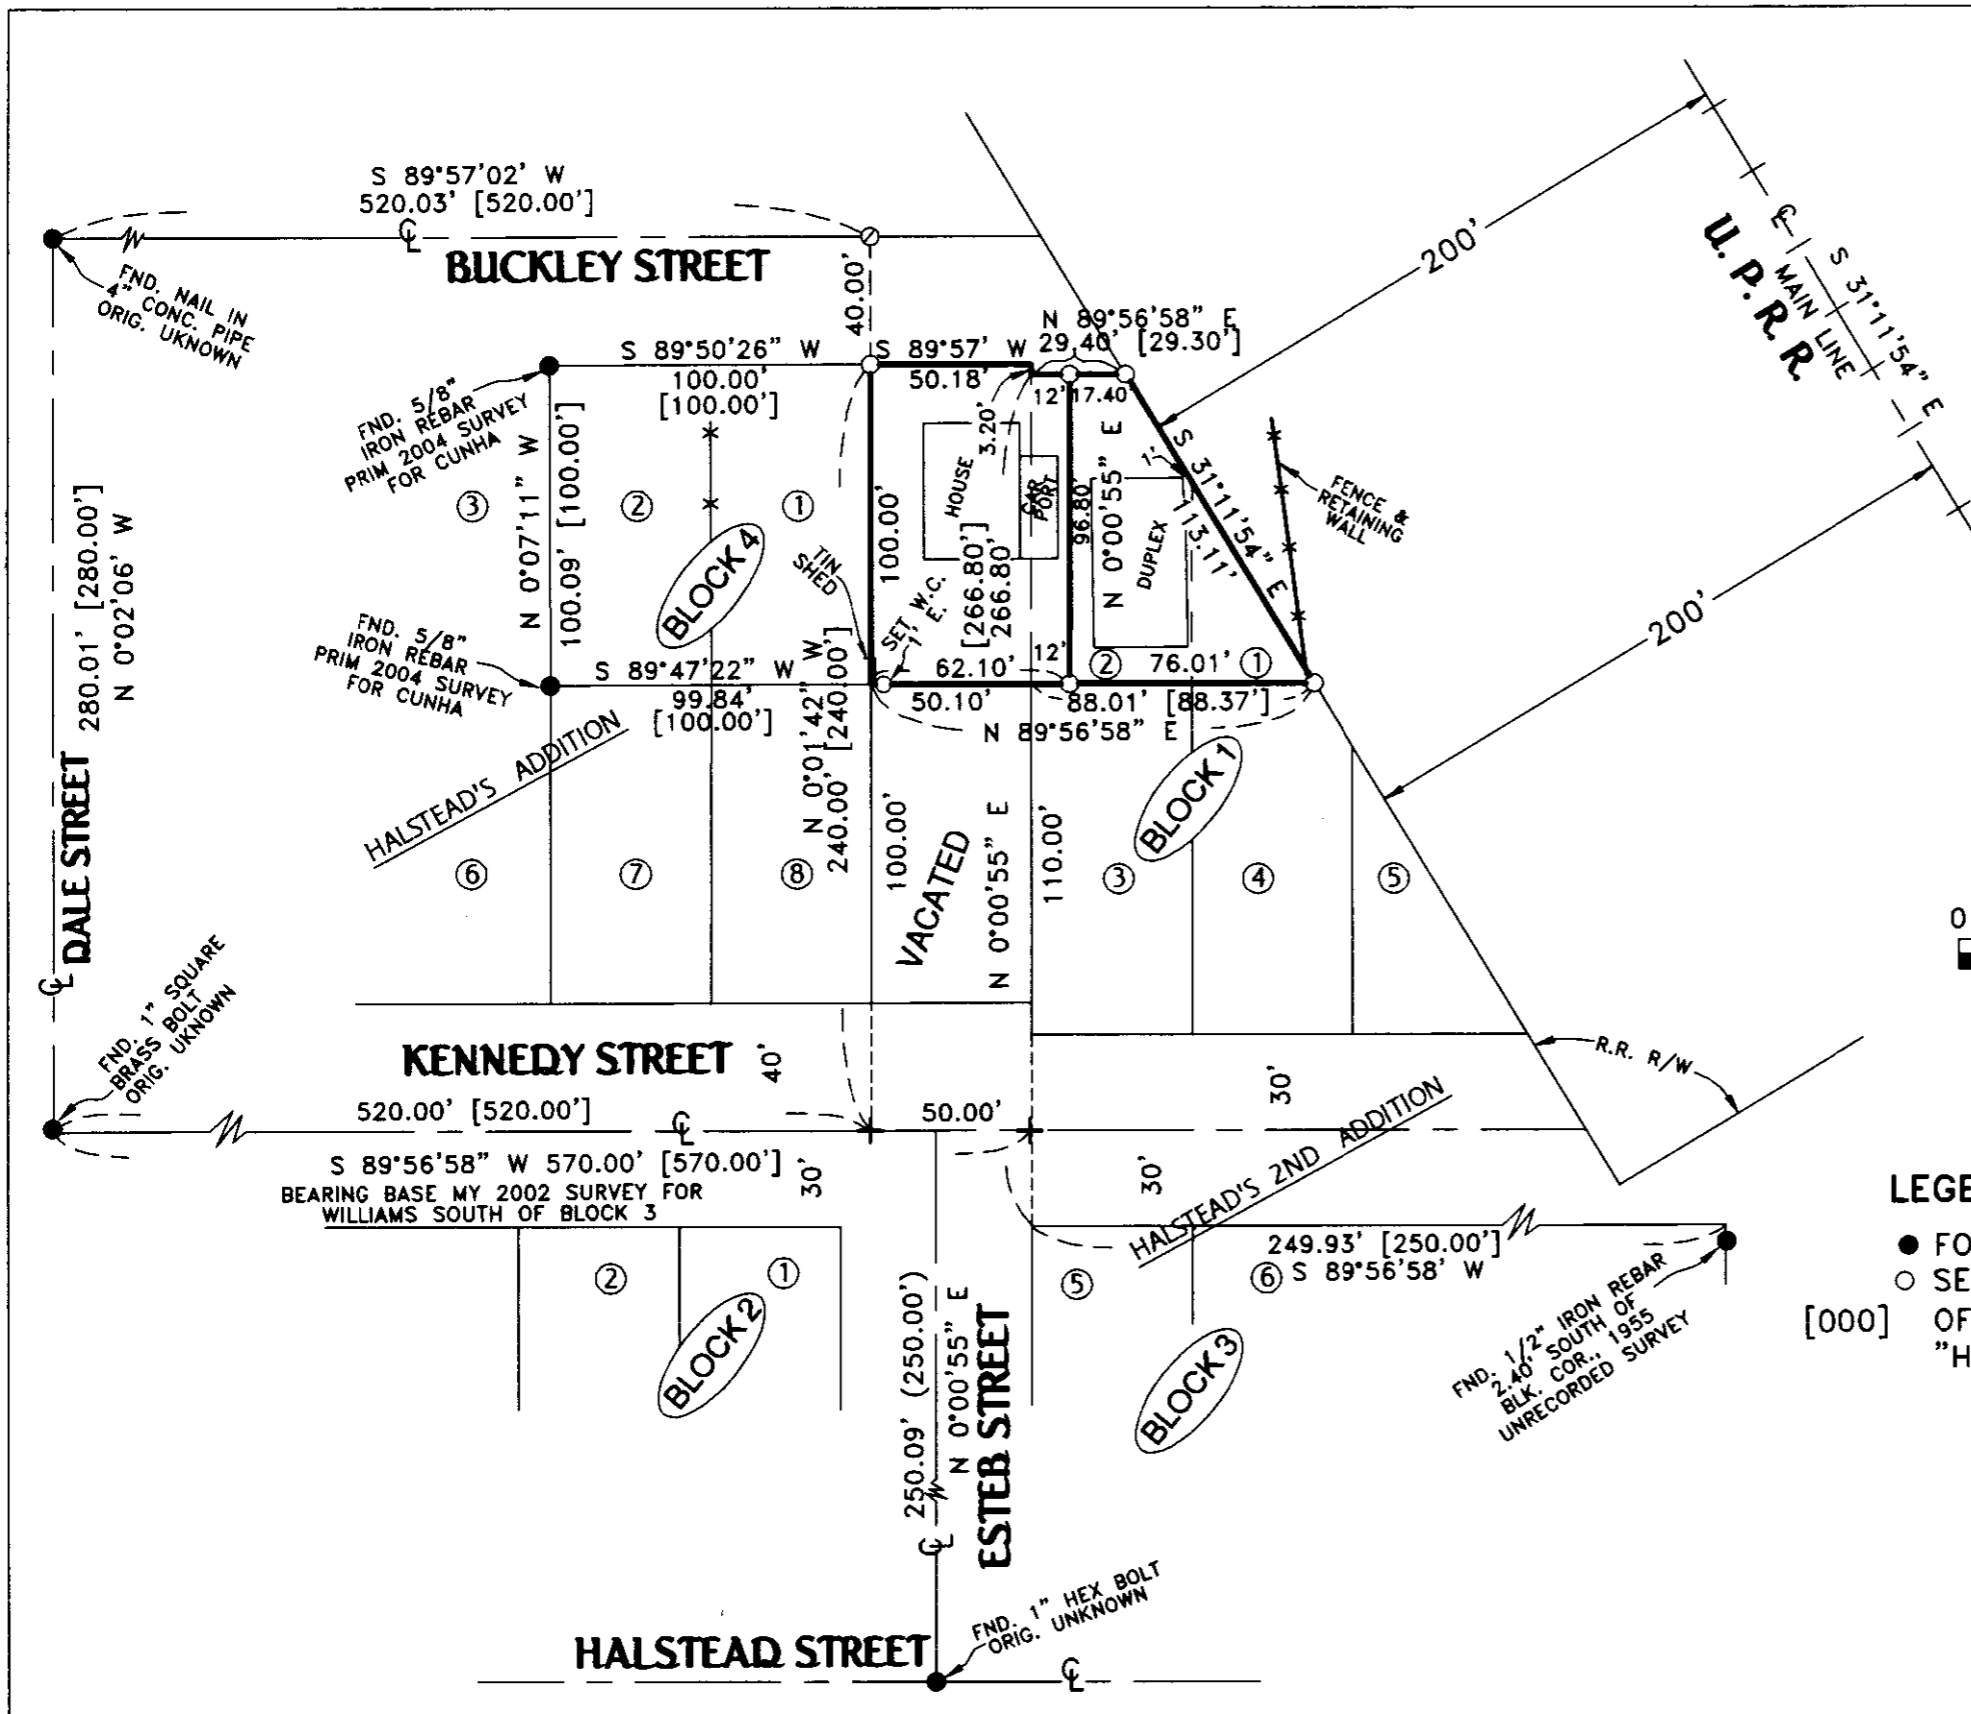 S 89°57'02' W
520.03' [520.00']
BUCKLEY STREET
FND. NAIL IN
4" CONC. PIPE
ORIG. UKNOWN
40.00'
200'
U. P. R. R.
MAIN LINE
S 31°11'54" E
N 89°56'58" E
29.40' [29.30']
S 89°50'26" W
100.00'
[100.00']
S 89°57' W
50.18'
12'
17.40'
3.20'
FND. 5/8"
IRON REBAR
PRIM 2004 SURVEY
FOR CUNHA
N 0°07'11" W
100.09' [100.00']
3
2
1
BLOCK 4
TIN
SHED
100.00'
HOUSE
CAR
PORT
96.80'
N 0°00'55" E
1'
S 31°11'54" E
113.11'
DUPLEX
FENCE &
RETAINING
WALL
[266.80']
266.80'
SET W.C.
1' E.
280.01' [280.00']
N 0°02'06" W
FND. 5/8"
IRON REBAR
PRIM 2004 SURVEY
FOR CUNHA
S 89°47'22" W
99.84'
[100.00']
62.10'
12'
2
76.01'
1
50.10'
88.01' [88.37']
N 89°56'58" E
200'
HALSTEAD'S ADDITION
N 0°01'42" W
240.00' [240.00']
DALE STREET
100.00'
VACATED
N 0°00'55" E
110.00'
BLOCK 1
6
7
8
3
4
5
0
FND. 1" SQUARE
BRASS BOLT
ORIG. UKNOWN
KENNEDY STREET
40'
30'
R.R. R/W
520.00' [520.00']
50.00'
S 89°56'58" W 570.00' [570.00']
30'
30'
BEARING BASE MY 2002 SURVEY FOR
WILLIAMS SOUTH OF BLOCK 3
HALSTEAD'S 2ND ADDITION
249.93' [250.00']
S 89°56'58' W
2
1
BLOCK 2
5
6
BLOCK 3
FND. 1/2" IRON REBAR
2.40' SOUTH OF
BLK. COR., 1955
UNRECORDED SURVEY
250.09' (250.00')
N 0°00'55" E
ESTEB STREET
LEGE
FO
SE
[000] OF
"H
HALSTEAD STREET
FND. 1" HEX BOLT
ORIG. UNKNOWN